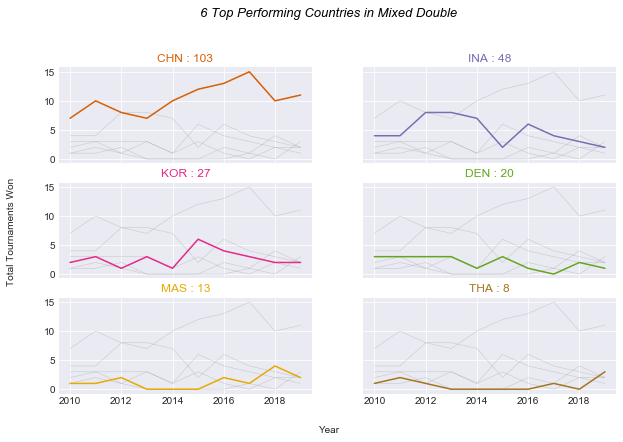 6 Top Performing Countries in Mixed Double
CHN : 103
INA : 48
15
10
5
0
KOR : 27
DEN : 20
15
10
5
0
MAS : 13
THA : 8
15
10
5
0
2010 2012 2014 2016 2018
2010 2012 2014 2016 2018
Total Tournaments Won
Year